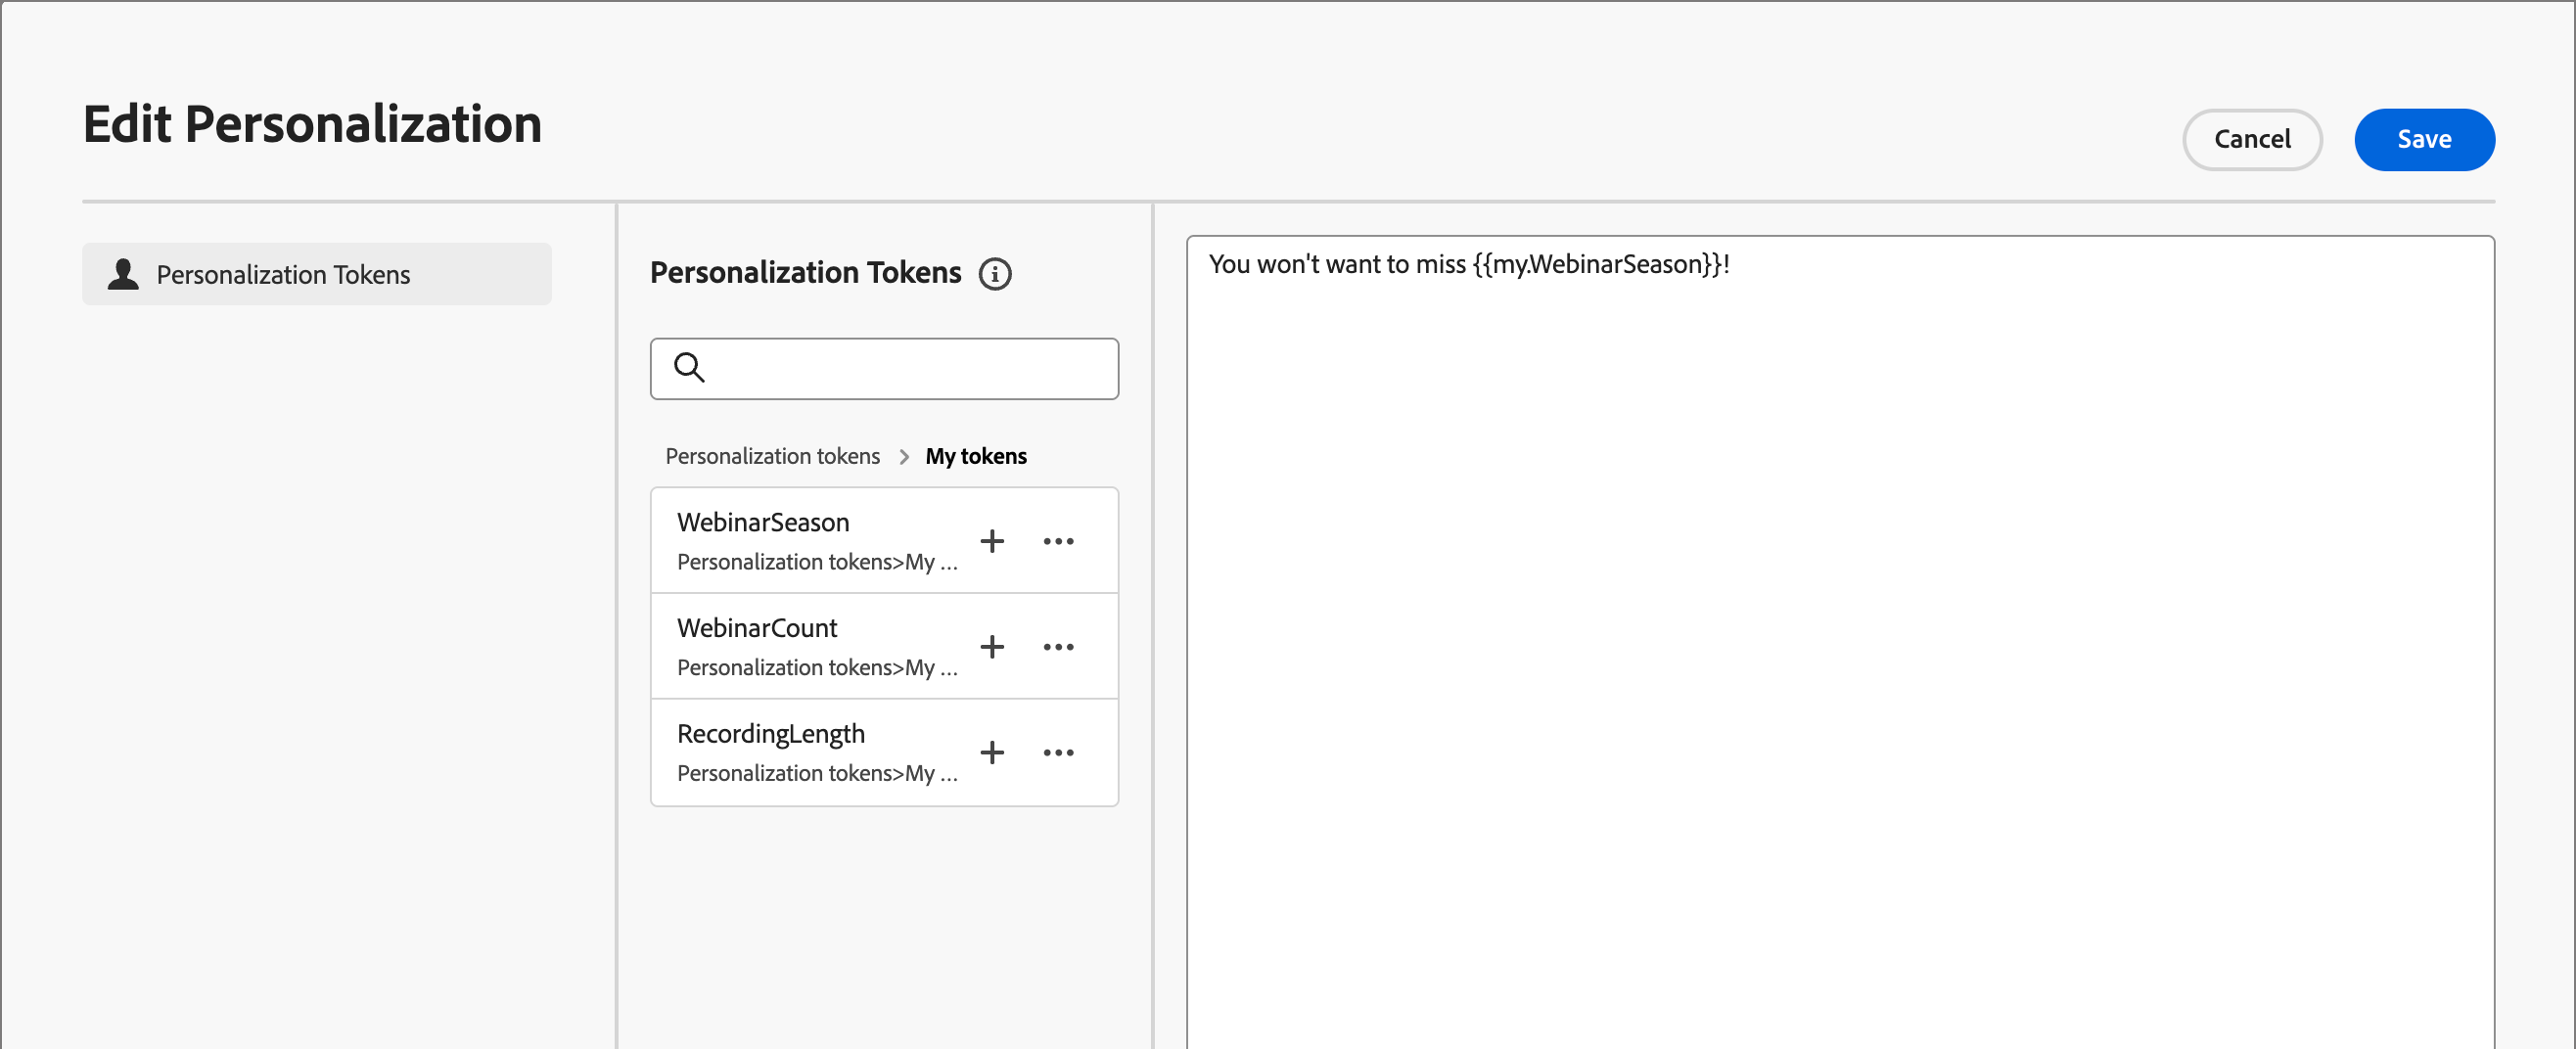 Edit Personalization
Cancel
Save
Personalization Tokens
Personalization Tokens
Personalization tokens > My tokens
WebinarSeason
Personalization tokens>My ...
WebinarCount
Personalization tokens>My ...
RecordingLength
Personalization tokens>My ...
You won't want to miss {{my.WebinarSeason}}!